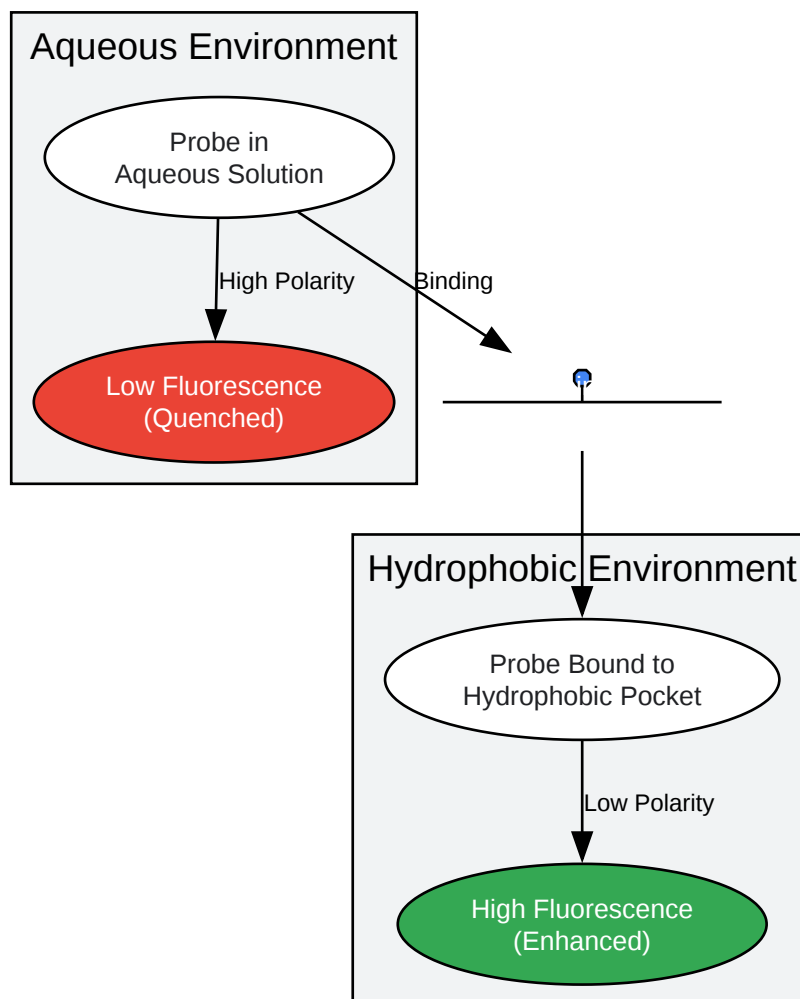 Aqueous Environment
Probe in
Aqueous Solution
High Polarity
Binding
Low Fluorescence
(Quenched)
Hydrophobic Environment
Probe Bound to
Hydrophobic Pocket
Low Polarity
High Fluorescence
(Enhanced)